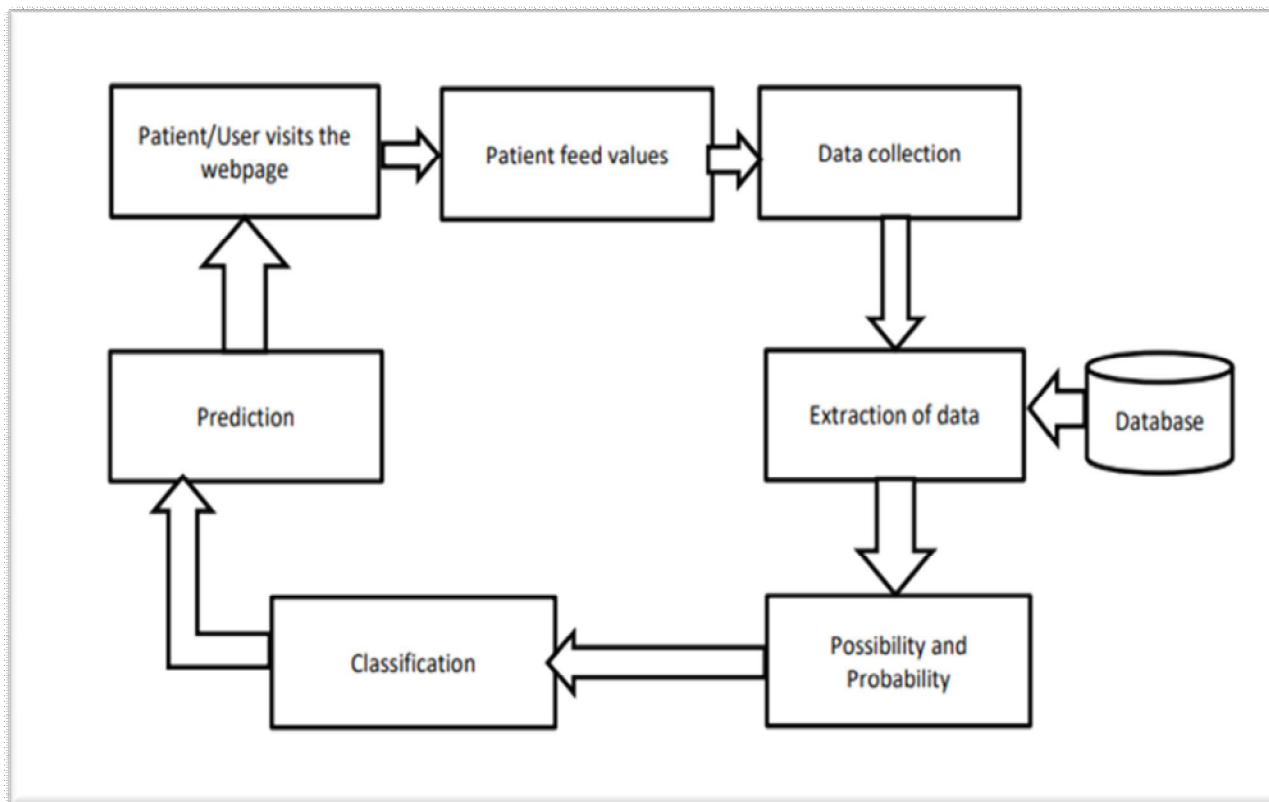 Patient/User visits the
webpage
Patient feed values
Data collection
Prediction
Extraction of data
Database
Classification
Possibility and
Probability